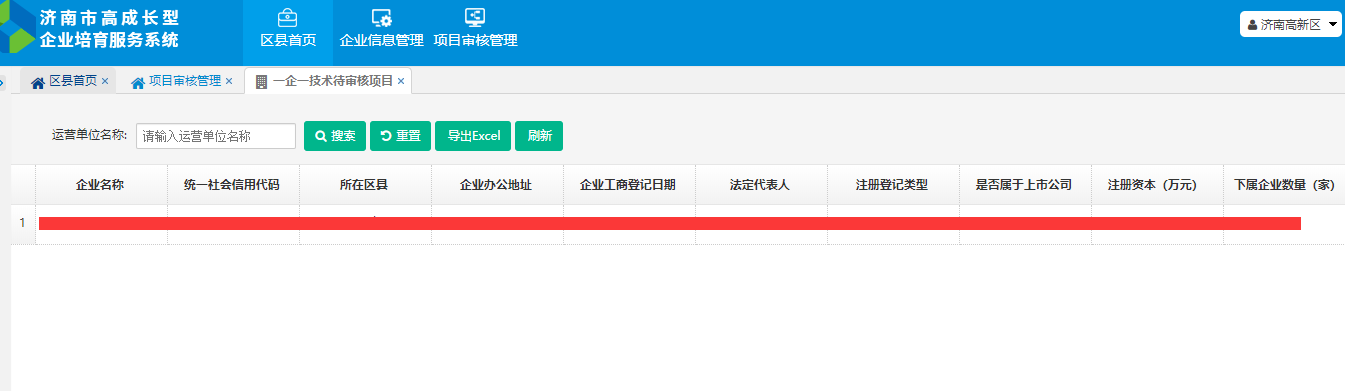 济南市高成长型
企业培育服务系统
区县首页 企业信息管理 项目审核管理
济南高新区
区县首页 × 项目审核管理 × 一企一技术待审核项目 ×
运营单位名称: 请输入运营单位名称 搜索 重置 导出Excel 刷新
企业名称 统一社会信用代码 所在区县 企业办公地址 企业工商登记日期 法定代表人 注册登记类型 是否属于上市公司 注册资本（万元） 下属企业数量（家）
1